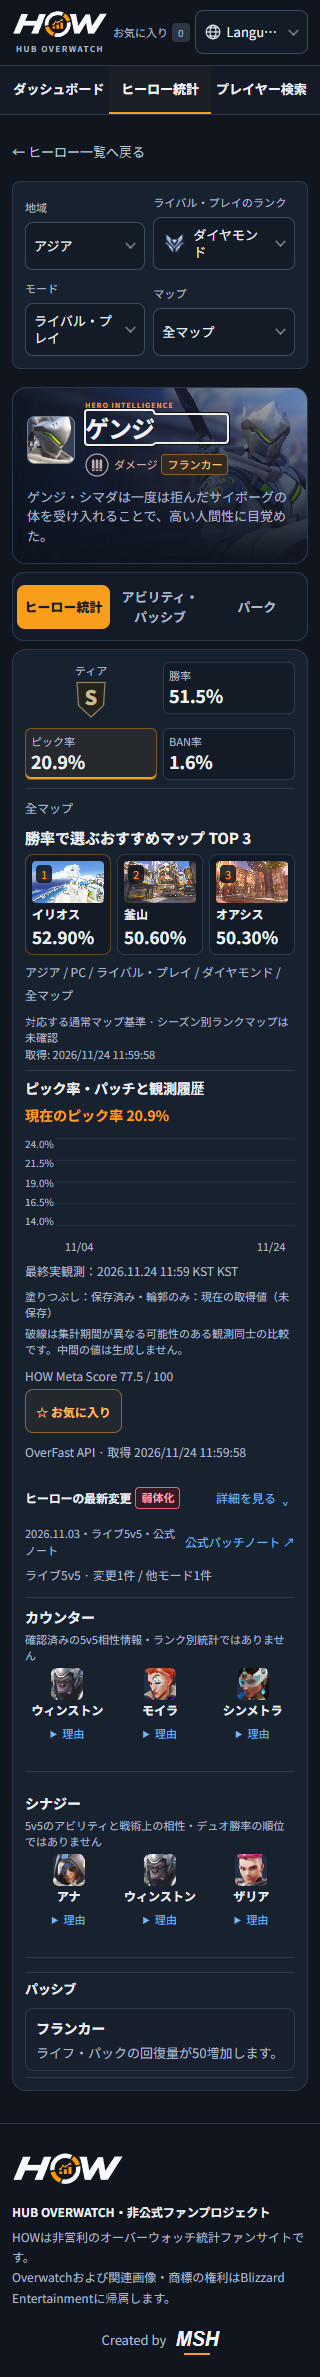 HOW
HUB OVERWATCH
お気に入り 0
Langu…
ダッシュボード ヒーロー統計 プレイヤー検索
← ヒーロー一覧へ戻る
地域
アジア
ライバル・プレイのランク
ダイヤモン
ド
モード
ライバル・プ
レイ
マップ
全マップ
HERO INTELLIGENCE
ゲンジ
ダメージ フランカー
ゲンジ・シマダは一度は拒んだサイボーグの
体を受け入れることで、高い人間性に目覚め
た。
ヒーロー統計
アビリティ・
パッシブ
パーク
ティア
S
勝率
51.5%
ピック率
20.9%
BAN率
1.6%
全マップ
勝率で選ぶおすすめマップ TOP 3
1
イリオス
52.90%
2
釜山
50.60%
3
オアシス
50.30%
アジア / PC / ライバル・プレイ / ダイヤモンド /
全マップ
対応する通常マップ基準 · シーズン別ランクマップは
未確認
取得: 2026/11/24 11:59:58
ピック率・パッチと観測履歴
現在のピック率 20.9%
24.0%
21.5%
19.0%
16.5%
14.0%
11/04 11/24
最終実観測：2026.11.24 11:59 KST KST
塗りつぶし：保存済み・輪郭のみ：現在の取得値（未
保存）
破線は集計期間が異なる可能性のある観測同士の比較
です。中間の値は生成しません。
HOW Meta Score 77.5 / 100
☆ お気に入り
OverFast API · 取得 2026/11/24 11:59:58
ヒーローの最新変更 弱体化 詳細を見る ⌄
2026.11.03・ライブ5v5・公式
ノート
公式パッチノート ↗
ライブ5v5 · 変更1件 / 他モード1件
カウンター
確認済みの5v5相性情報・ランク別統計ではありませ
ん
ウィンストン モイラ シンメトラ
▶ 理由 ▶ 理由 ▶ 理由
シナジー
5v5のアビリティと戦術上の相性・デュオ勝率の順位
ではありません
アナ ウィンストン ザリア
▶ 理由 ▶ 理由 ▶ 理由
パッシブ
フランカー
ライフ・パックの回復量が50増加します。
HOW
HUB OVERWATCH・非公式ファンプロジェクト
HOWは非営利のオーバーウォッチ統計ファンサイトで
す。
Overwatchおよび関連画像・商標の権利はBlizzard
Entertainmentに帰属します。
Created by MSH